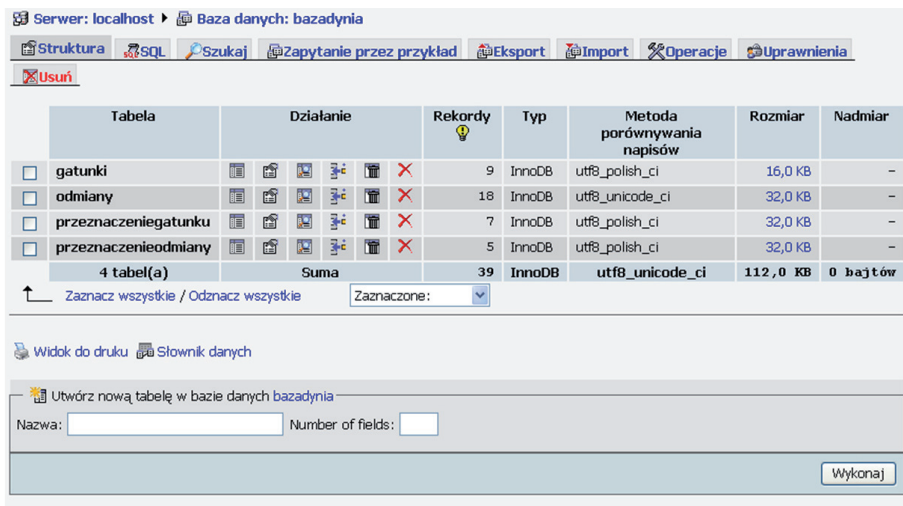 Serwer: localhost ▶ Baza danych: bazadynia
Struktura SQL Szukaj Zapytanie przez przykład Eksport Import Operacje Uprawnienia
Usuń
Tabela Działanie Rekordy Typ Metoda porównywania napisów Rozmiar Nadmiar
gatunki 9 InnoDB utf8_polish_ci 16,0 KB -
odmiany 18 InnoDB utf8_unicode_ci 32,0 KB -
przeznaczeniegatunku 7 InnoDB utf8_polish_ci 32,0 KB -
przeznaczenieodmiany 5 InnoDB utf8_polish_ci 32,0 KB -
4 tabel(a) Suma 39 InnoDB utf8_unicode_ci 112,0 KB 0 bajtów
Zaznacz wszystkie / Odznacz wszystkie Zaznaczone:
Widok do druku Słownik danych
Utwórz nową tabelę w bazie danych bazadynia
Nazwa: Number of fields:
Wykonaj